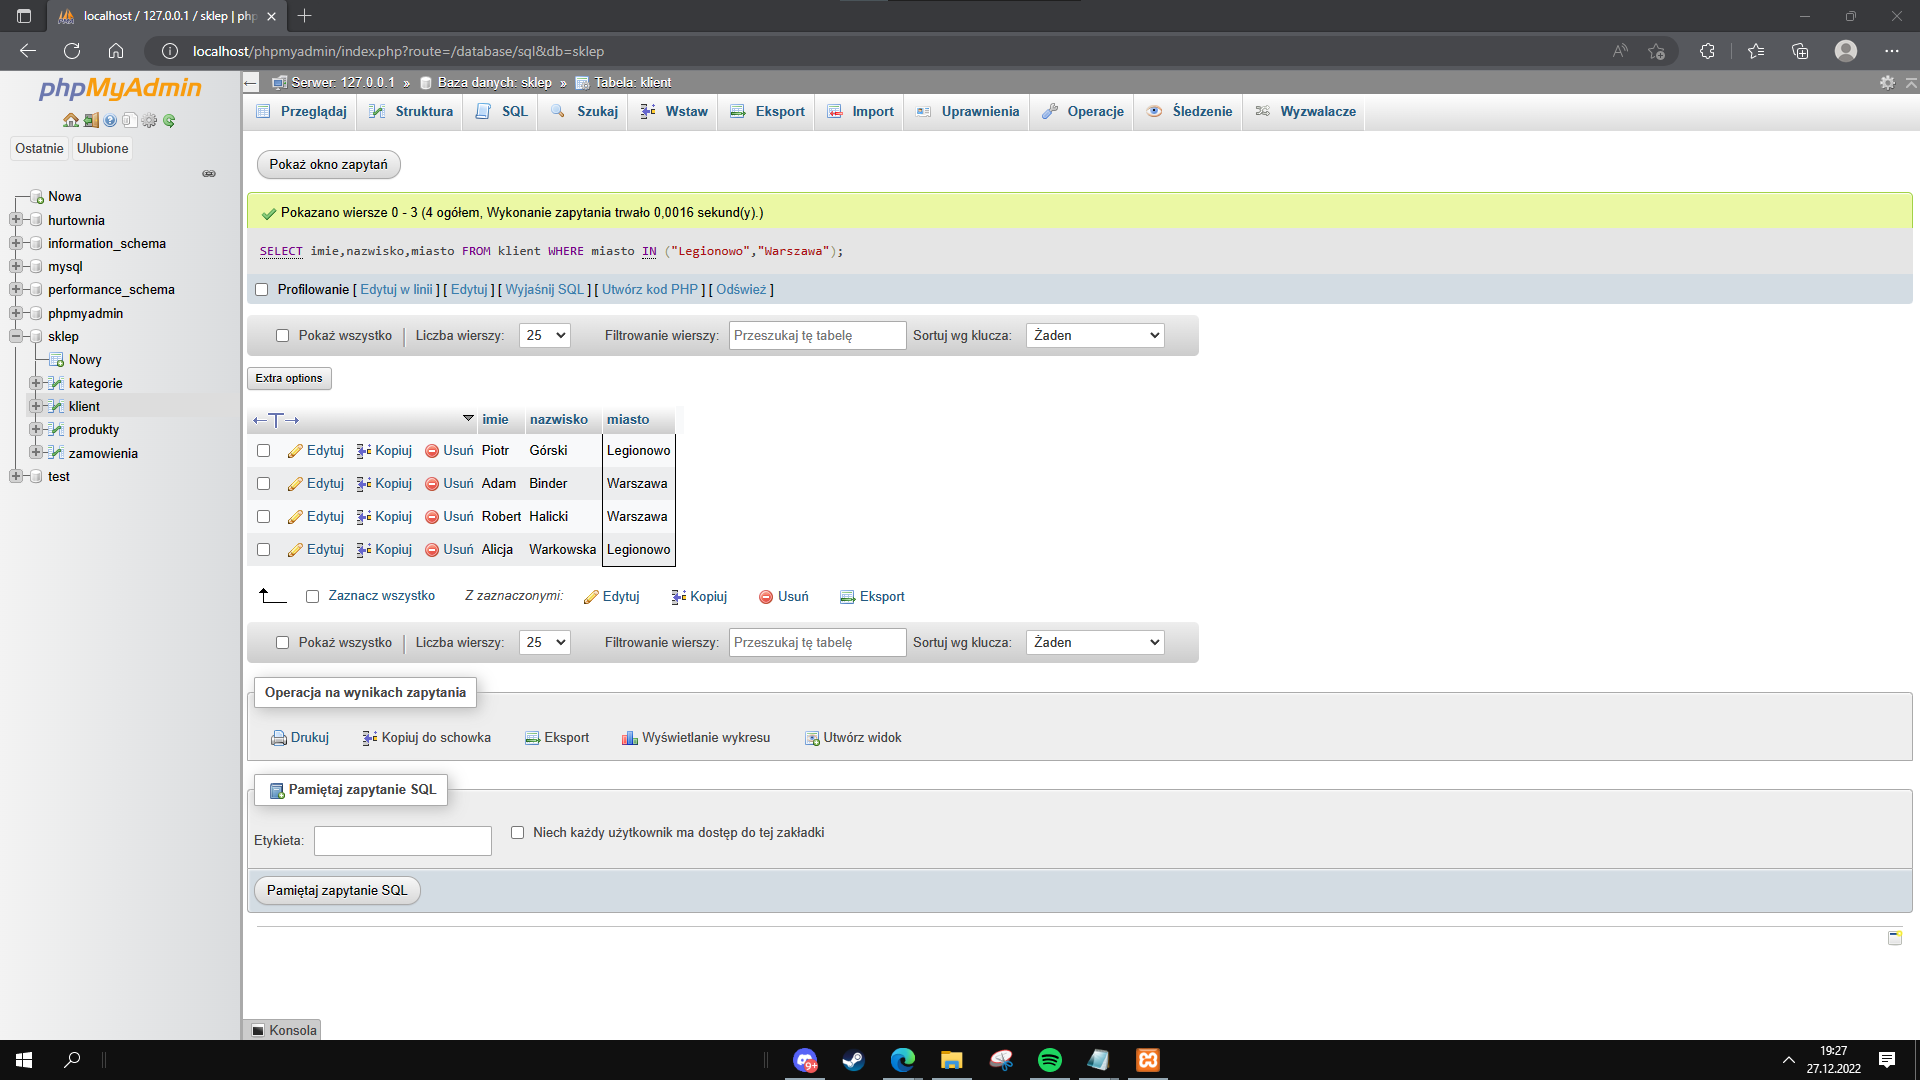 localhost / 127.0.0.1 / sklep | php
localhost/phpmyadmin/index.php?route=/database/sql&db=sklep
phpMyAdmin
Ostatnie Ulubione
Nowa
hurtownia
information_schema
mysql
performance_schema
phpmyadmin
sklep
Nowy
kategorie
klient
produkty
zamowienia
test
Serwer: 127.0.0.1 » Baza danych: sklep » Tabela: klient
Przeglądaj Struktura SQL Szukaj Wstaw Eksport Import Uprawnienia Operacje Śledzenie Wyzwalacze
Pokaż okno zapytań
Pokazano wiersze 0 - 3 (4 ogółem, Wykonanie zapytania trwało 0,0016 sekund(y).)
SELECT imie,nazwisko,miasto FROM klient WHERE miasto IN ("Legionowo","Warszawa");
Profilowanie [ Edytuj w linii ] [ Edytuj ] [ Wyjaśnij SQL ] [ Utwórz kod PHP ] [ Odśwież ]
Pokaż wszystko | Liczba wierszy: 25 Filtrowanie wierszy: Przeszukaj tę tabelę Sortuj wg klucza: Żaden
Extra options
←T→ imie nazwisko miasto
Edytuj Kopiuj Usuń Piotr Górski Legionowo
Edytuj Kopiuj Usuń Adam Binder Warszawa
Edytuj Kopiuj Usuń Robert Halicki Warszawa
Edytuj Kopiuj Usuń Alicja Warkowska Legionowo
Zaznacz wszystko Z zaznaczonymi: Edytuj Kopiuj Usuń Eksport
Pokaż wszystko | Liczba wierszy: 25 Filtrowanie wierszy: Przeszukaj tę tabelę Sortuj wg klucza: Żaden
Operacja na wynikach zapytania
Drukuj Kopiuj do schowka Eksport Wyświetlanie wykresu Utwórz widok
Pamiętaj zapytanie SQL
Etykieta: Niech każdy użytkownik ma dostęp do tej zakładki
Pamiętaj zapytanie SQL
Konsola
9+
19:27
27.12.2022